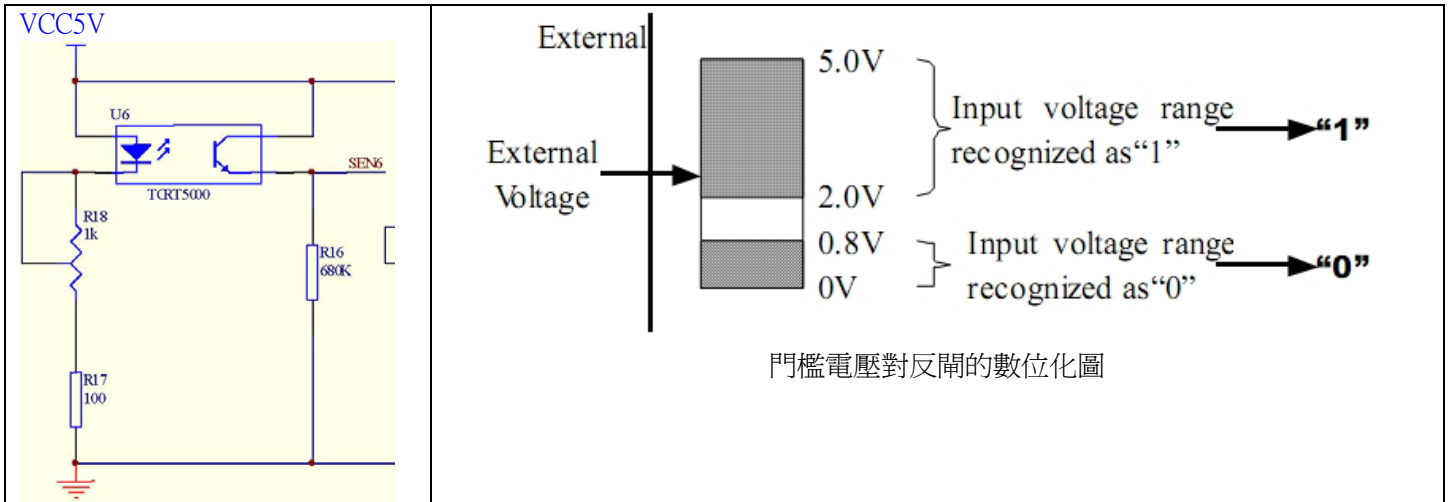 VCC5V
U6
TCRT5000
SEN6
R18
1k
R16
680K
R17
100
External
External
Voltage
5.0V
2.0V
0.8V
0V
Input voltage range
recognized as“1”
“1”
Input voltage range
recognized as“0”
“0”
門檻電壓對反閘的數位化圖